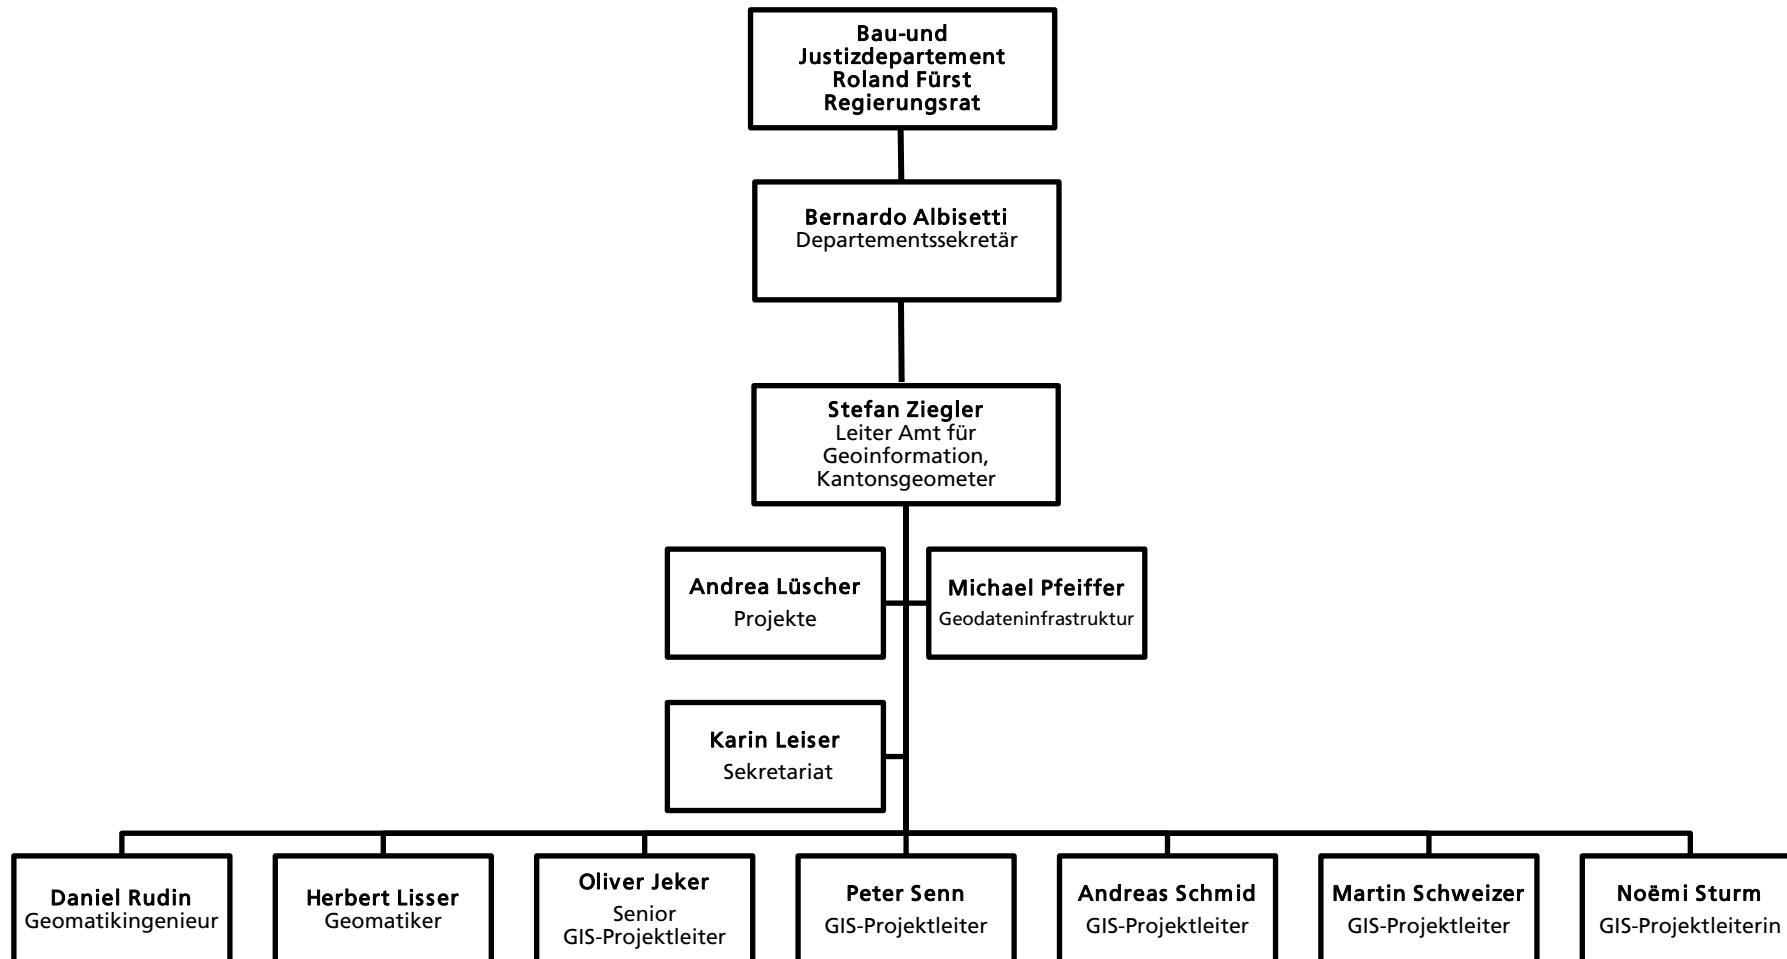 Bau-und
Justizdepartement
Roland Fürst
Regierungsrat
Bernardo Albisetti
Departementssekretär
Stefan Ziegler
Leiter Amt für
Geoinformation,
Kantonsgeometer
Andrea Lüscher
Projekte
Michael Pfeiffer
Geodateninfrastruktur
Karin Leiser
Sekretariat
Daniel Rudin
Geomatikingenieur
Herbert Lisser
Geomatiker
Oliver Jeker
Senior
GIS-Projektleiter
Peter Senn
GIS-Projektleiter
Andreas Schmid
GIS-Projektleiter
Martin Schweizer
GIS-Projektleiter
Noëmi Sturm
GIS-Projektleiterin